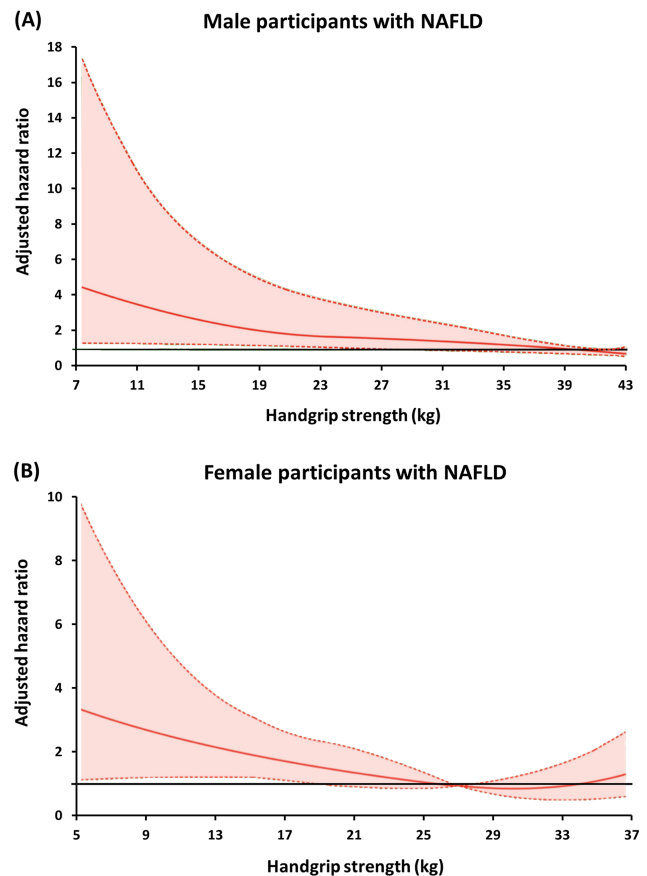 (A) Male participants with NAFLD
18
16
14
12
10
8
6
4
2
0
Adjusted hazard ratio
7 11 15 19 23 27 31 35 39 43
Handgrip strength (kg)
(B) Female participants with NAFLD
10
8
6
4
2
0
Adjusted hazard ratio
5 9 13 17 21 25 29 33 37
Handgrip strength (kg)